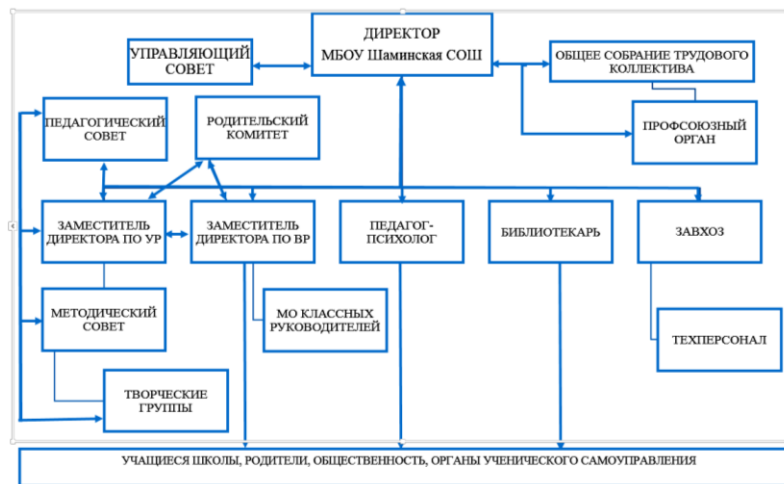 ДИРЕКТОР
МБОУ Шаминская СОШ
УПРАВЛЯЮЩИЙ
СОВЕТ
ОБЩЕЕ СОБРАНИЕ ТРУДОВОГО
КОЛЛЕКТИВА
ПЕДАГОГИЧЕСКИЙ
СОВЕТ
РОДИТЕЛЬСКИЙ
КОМИТЕТ
ПРОФСОЮЗНЫЙ
ОРГАН
ЗАМЕСТИТЕЛЬ
ДИРЕКТОРА ПО УР
ЗАМЕСТИТЕЛЬ
ДИРЕКТОРА ПО ВР
ПЕДАГОГ-
ПСИХОЛОГ
БИБЛИОТЕКАРЬ
ЗАВХОЗ
МЕТОДИЧЕСКИЙ
СОВЕТ
МО КЛАССНЫХ
РУКОВОДИТЕЛЕЙ
ТЕХПЕРСОНАЛ
ТВОРЧЕСКИЕ
ГРУППЫ
УЧАЩИЕСЯ ШКОЛЫ, РОДИТЕЛИ, ОБЩЕСТВЕННОСТЬ, ОРГАНЫ УЧЕНИЧЕСКОГО САМОУПРАВЛЕНИЯ